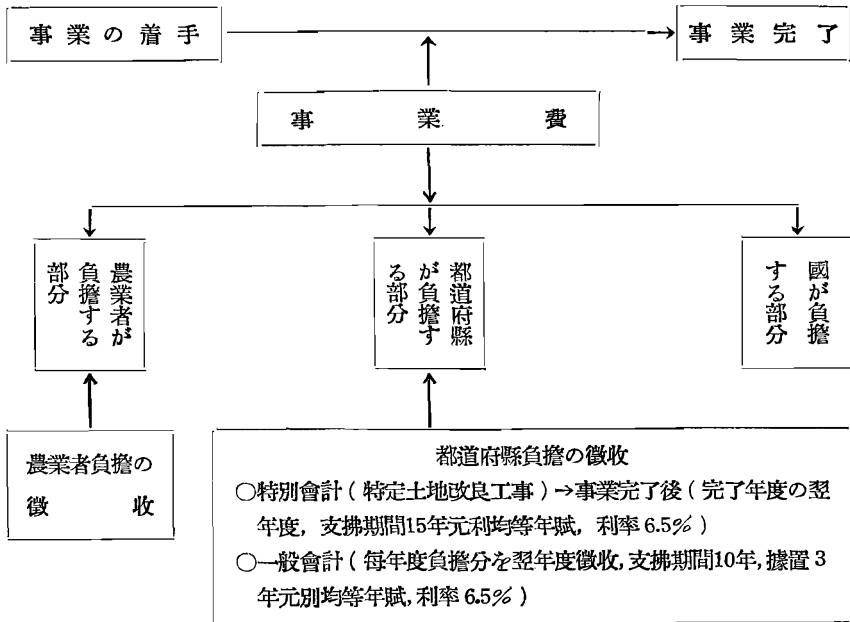 事業の着手
事業完了
事業費
農業者が
負擔する
部分
都道府縣
が負擔す
る部分
國が負擔
する部分
農業者負擔の
徵收
都道府縣負擔の徵收
○特別會計(特定土地改良工事)→事業完了後(完了年度の翌
年度, 支拂期間15年元利均等年賦, 利率6.5%)
○一般會計(每年度負擔分を翌年度徵收, 支拂期間10年, 據置3
年元別均等年賦, 利率6.5%)